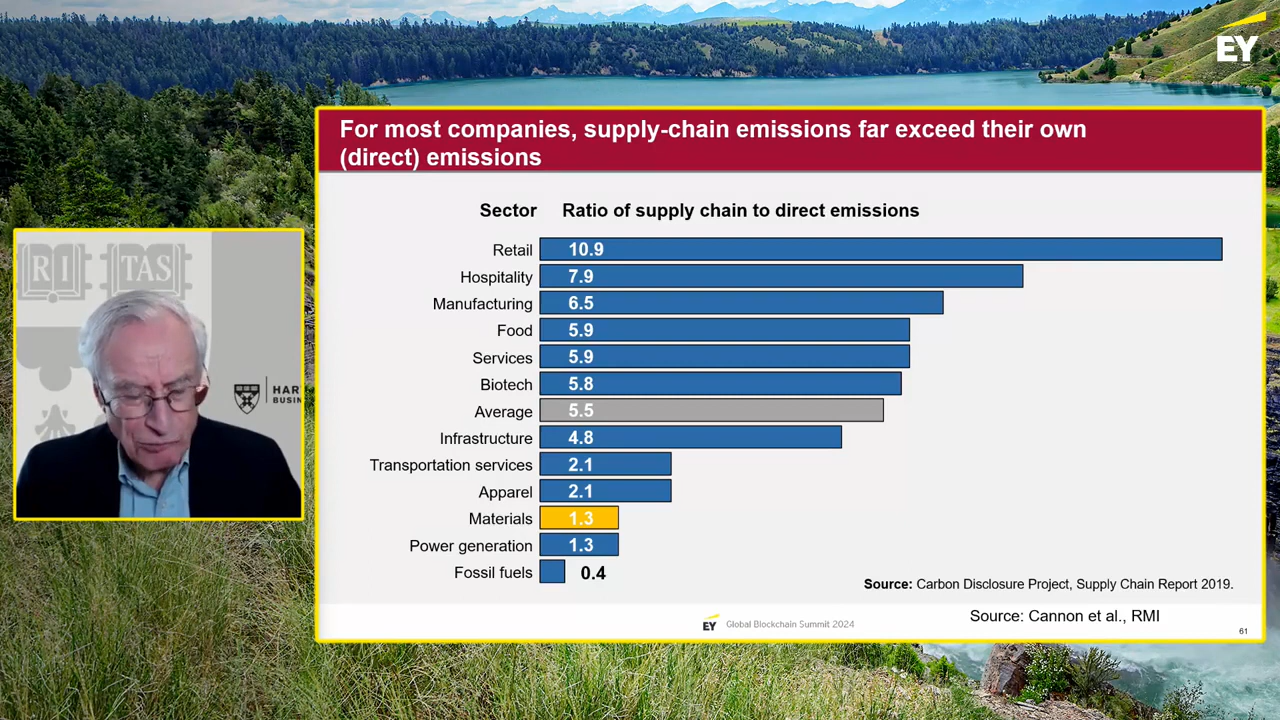 EY
For most companies, supply-chain emissions far exceed their own
(direct) emissions
Sector Ratio of supply chain to direct emissions
Retail 10.9
Hospitality 7.9
Manufacturing 6.5
Food 5.9
Services 5.9
Biotech 5.8
Average 5.5
Infrastructure 4.8
Transportation services 2.1
Apparel 2.1
Materials 1.3
Power generation 1.3
Fossil fuels 0.4
Source: Carbon Disclosure Project, Supply Chain Report 2019.
Source: Cannon et al., RMI
EY Global Blockchain Summit 2024
61
RI TAS
HAR
BUSIN